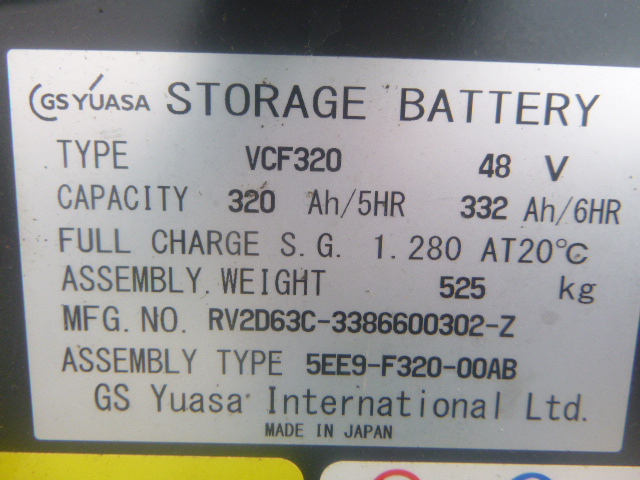 GS YUASA STORAGE BATTERY
TYPE VCF320 48 V
CAPACITY 320 Ah/5HR 332 Ah/6HR
FULL CHARGE S.G. 1.280 AT20℃
ASSEMBLY.WEIGHT 525 kg
MFG.NO. RV2D63C-3386600302-Z
ASSEMBLY TYPE 5EE9-F320-00AB
GS Yuasa International Ltd.
MADE IN JAPAN